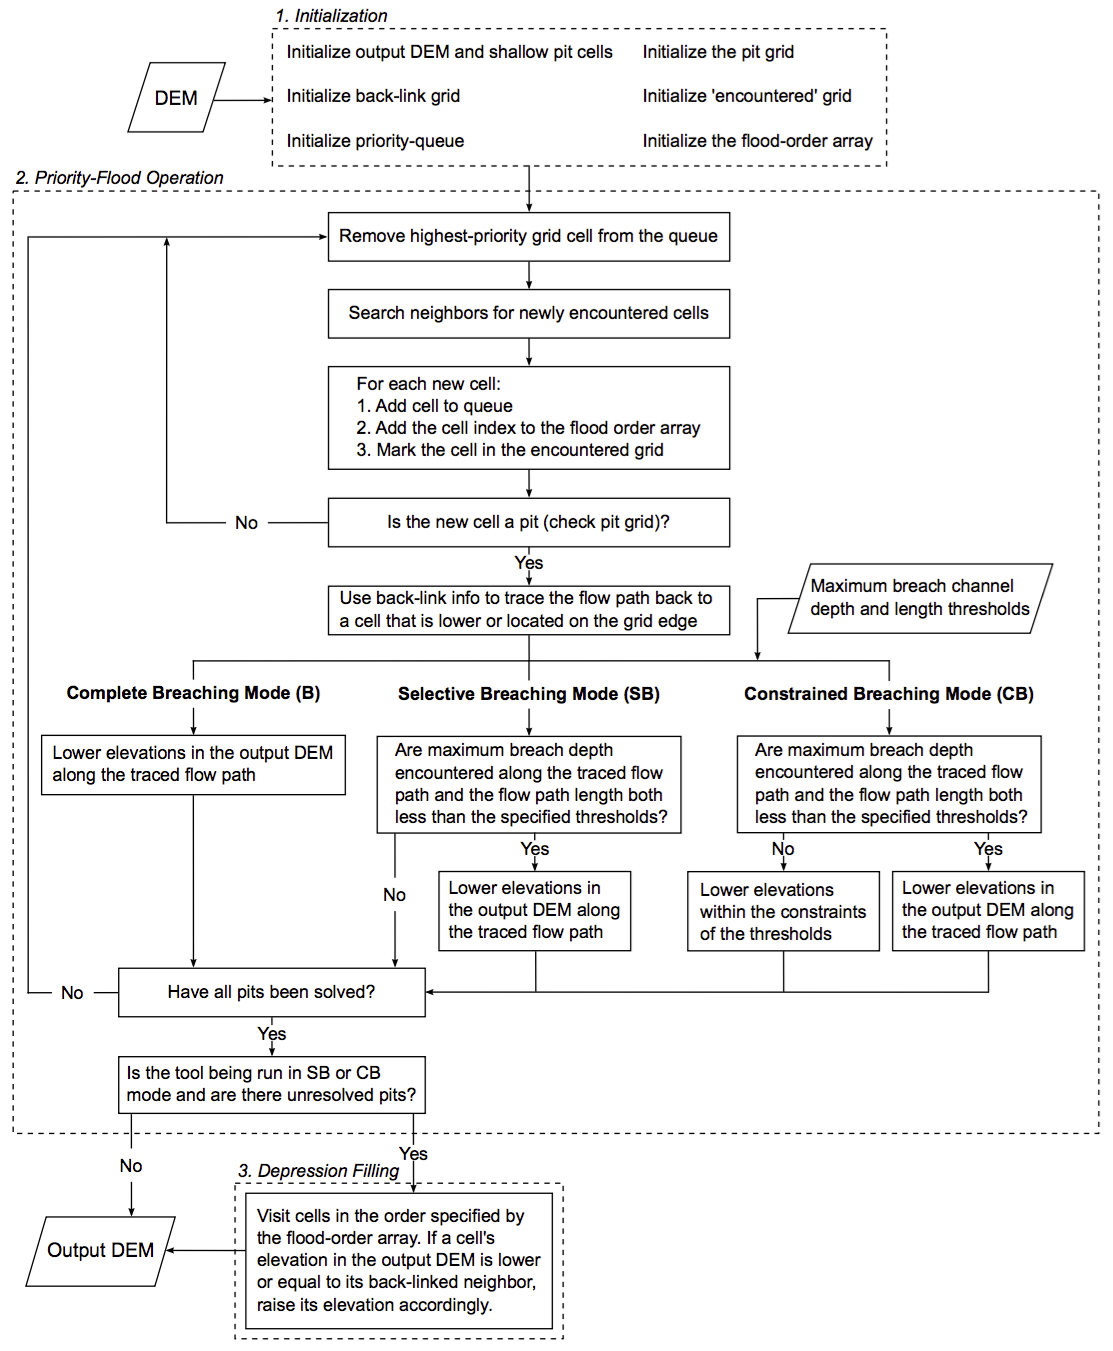 1. Initialization
DEM
Initialize output DEM and shallow pit cells
Initialize the pit grid
Initialize back-link grid
Initialize 'encountered' grid
Initialize priority-queue
Initialize the flood-order array
2. Priority-Flood Operation
Remove highest-priority grid cell from the queue
Search neighbors for newly encountered cells
For each new cell:
1. Add cell to queue
2. Add the cell index to the flood order array
3. Mark the cell in the encountered grid
Is the new cell a pit (check pit grid)?
No
Yes
Use back-link info to trace the flow path back to
a cell that is lower or located on the grid edge
Maximum breach channel
depth and length thresholds
Complete Breaching Mode (B)
Lower elevations in the output DEM
along the traced flow path
Selective Breaching Mode (SB)
Are maximum breach depth
encountered along the traced flow
path and the flow path length both
less than the specified thresholds?
No
Yes
Lower elevations in
the output DEM along
the traced flow path
Constrained Breaching Mode (CB)
Are maximum breach depth
encountered along the traced flow
path and the flow path length both
less than the specified thresholds?
No
Yes
Lower elevations
within the constraints
of the thresholds
Lower elevations in
the output DEM along
the traced flow path
Have all pits been solved?
No
Yes
Is the tool being run in SB or CB
mode and are there unresolved pits?
No
Yes
3. Depression Filling
Visit cells in the order specified by
the flood-order array. If a cell's
elevation in the output DEM is lower
or equal to its back-linked neighbor,
raise its elevation accordingly.
Output DEM